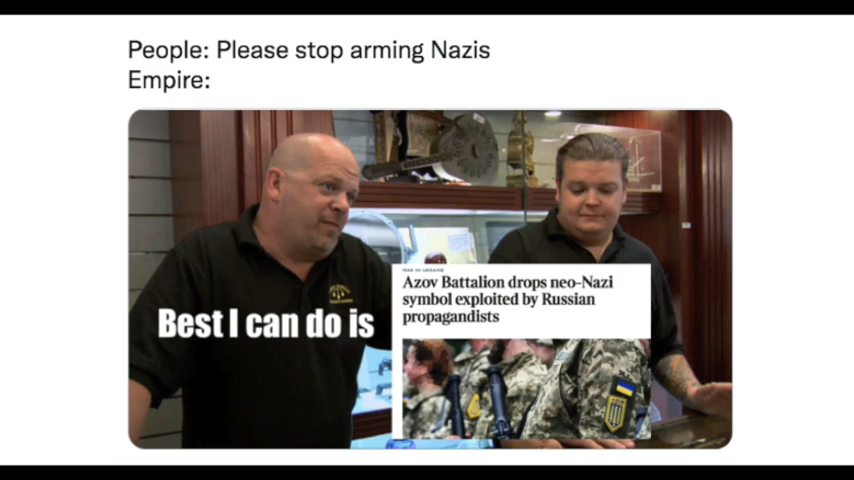 People: Please stop arming Nazis
Empire:
Best I can do is
WAR IN UKRAINE
Azov Battalion drops neo-Nazi
symbol exploited by Russian
propagandists